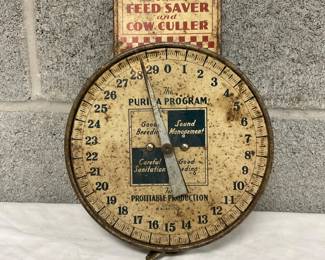 FEED SAVER
and
COW CULLER
28 29 0 1 2 3 4 5 6 7 8 9 10 11 12 13 14 15 16 17 18 19 20 21 22 23 24 25 26 27
The
PURINA PROGRAM
Good Sound
Breeding Management
Careful Good
Sanitation Feeding
For
PROFITABLE PRODUCTION